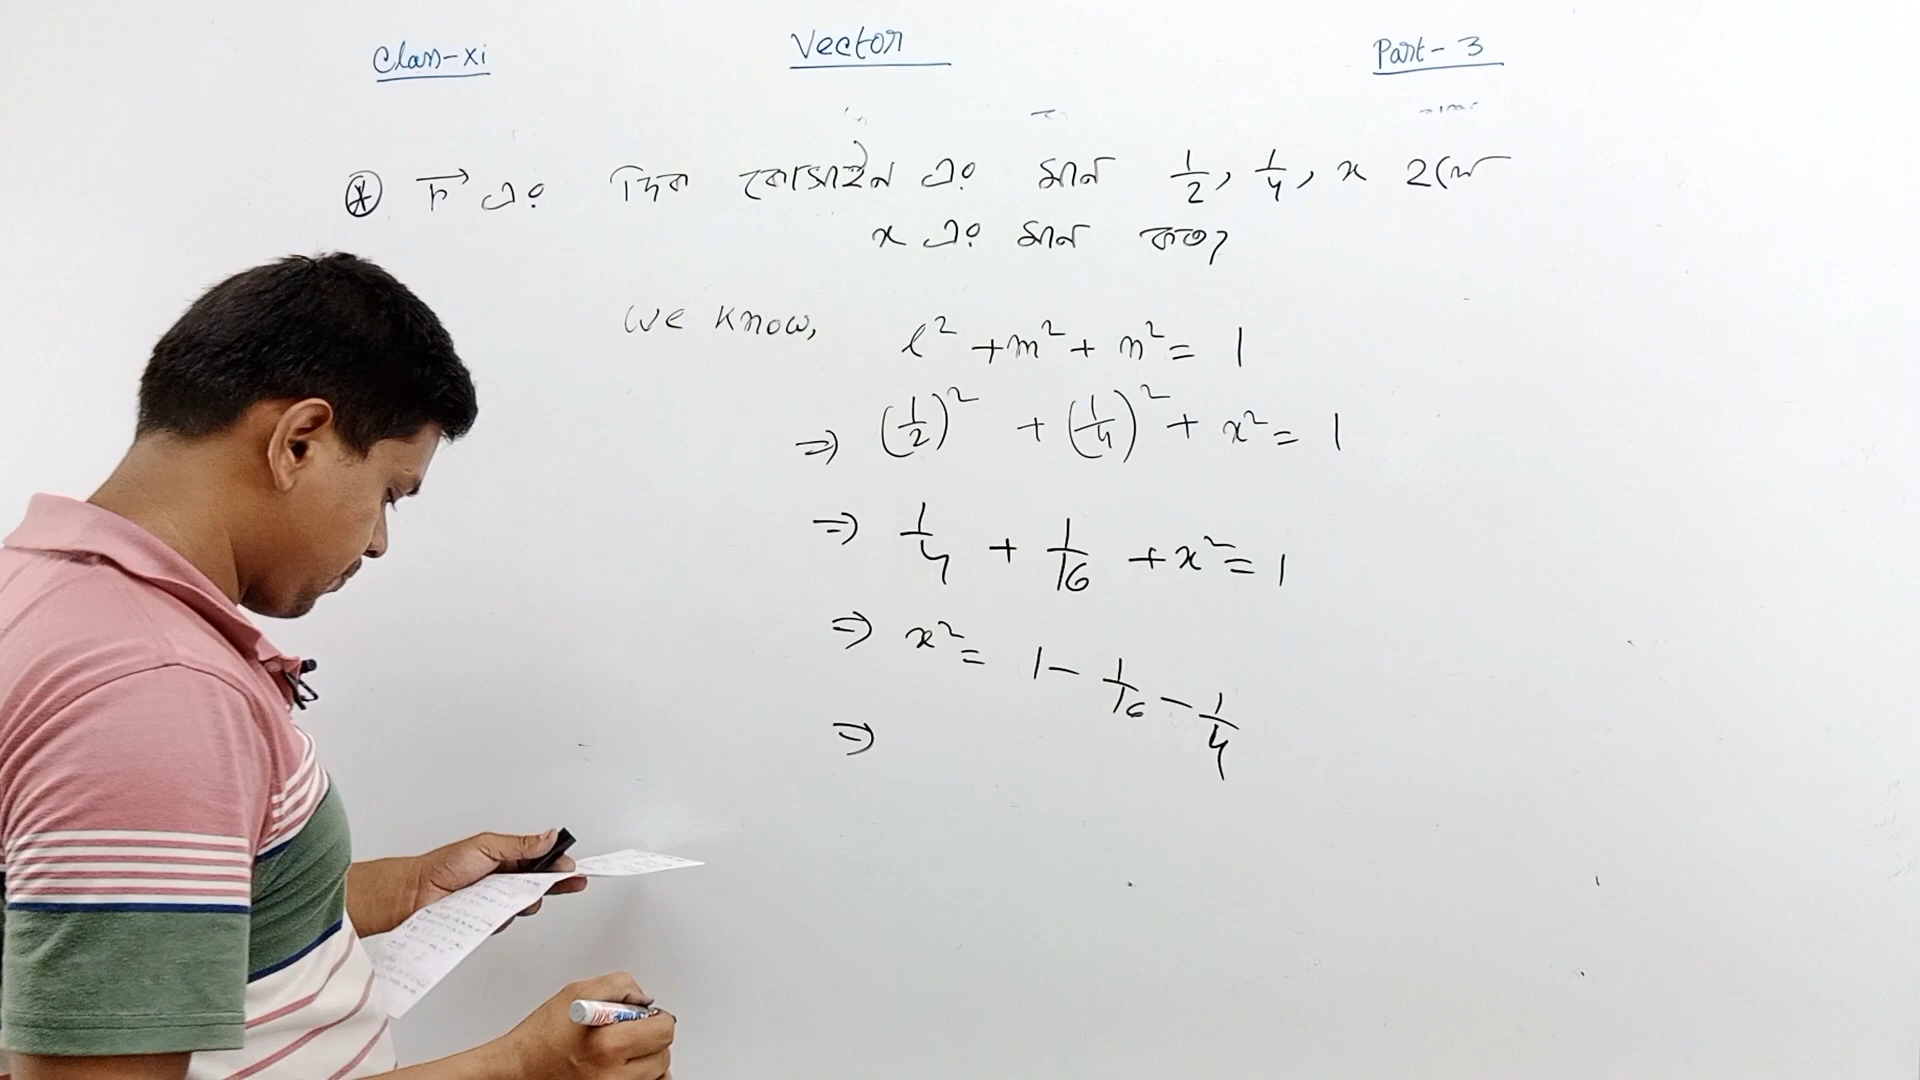 Class-xi Vector Part-3
⊛ r⃗ এর দিক কোসাইন এর মান 1/2, 1/4, x হলে
x এর মান কত?
We know, l² + m² + n² = 1
⇒ (1/2)² + (1/4)² + x² = 1
⇒ 1/4 + 1/16 + x² = 1
⇒ x² = 1 - 1/16 - 1/4
⇒